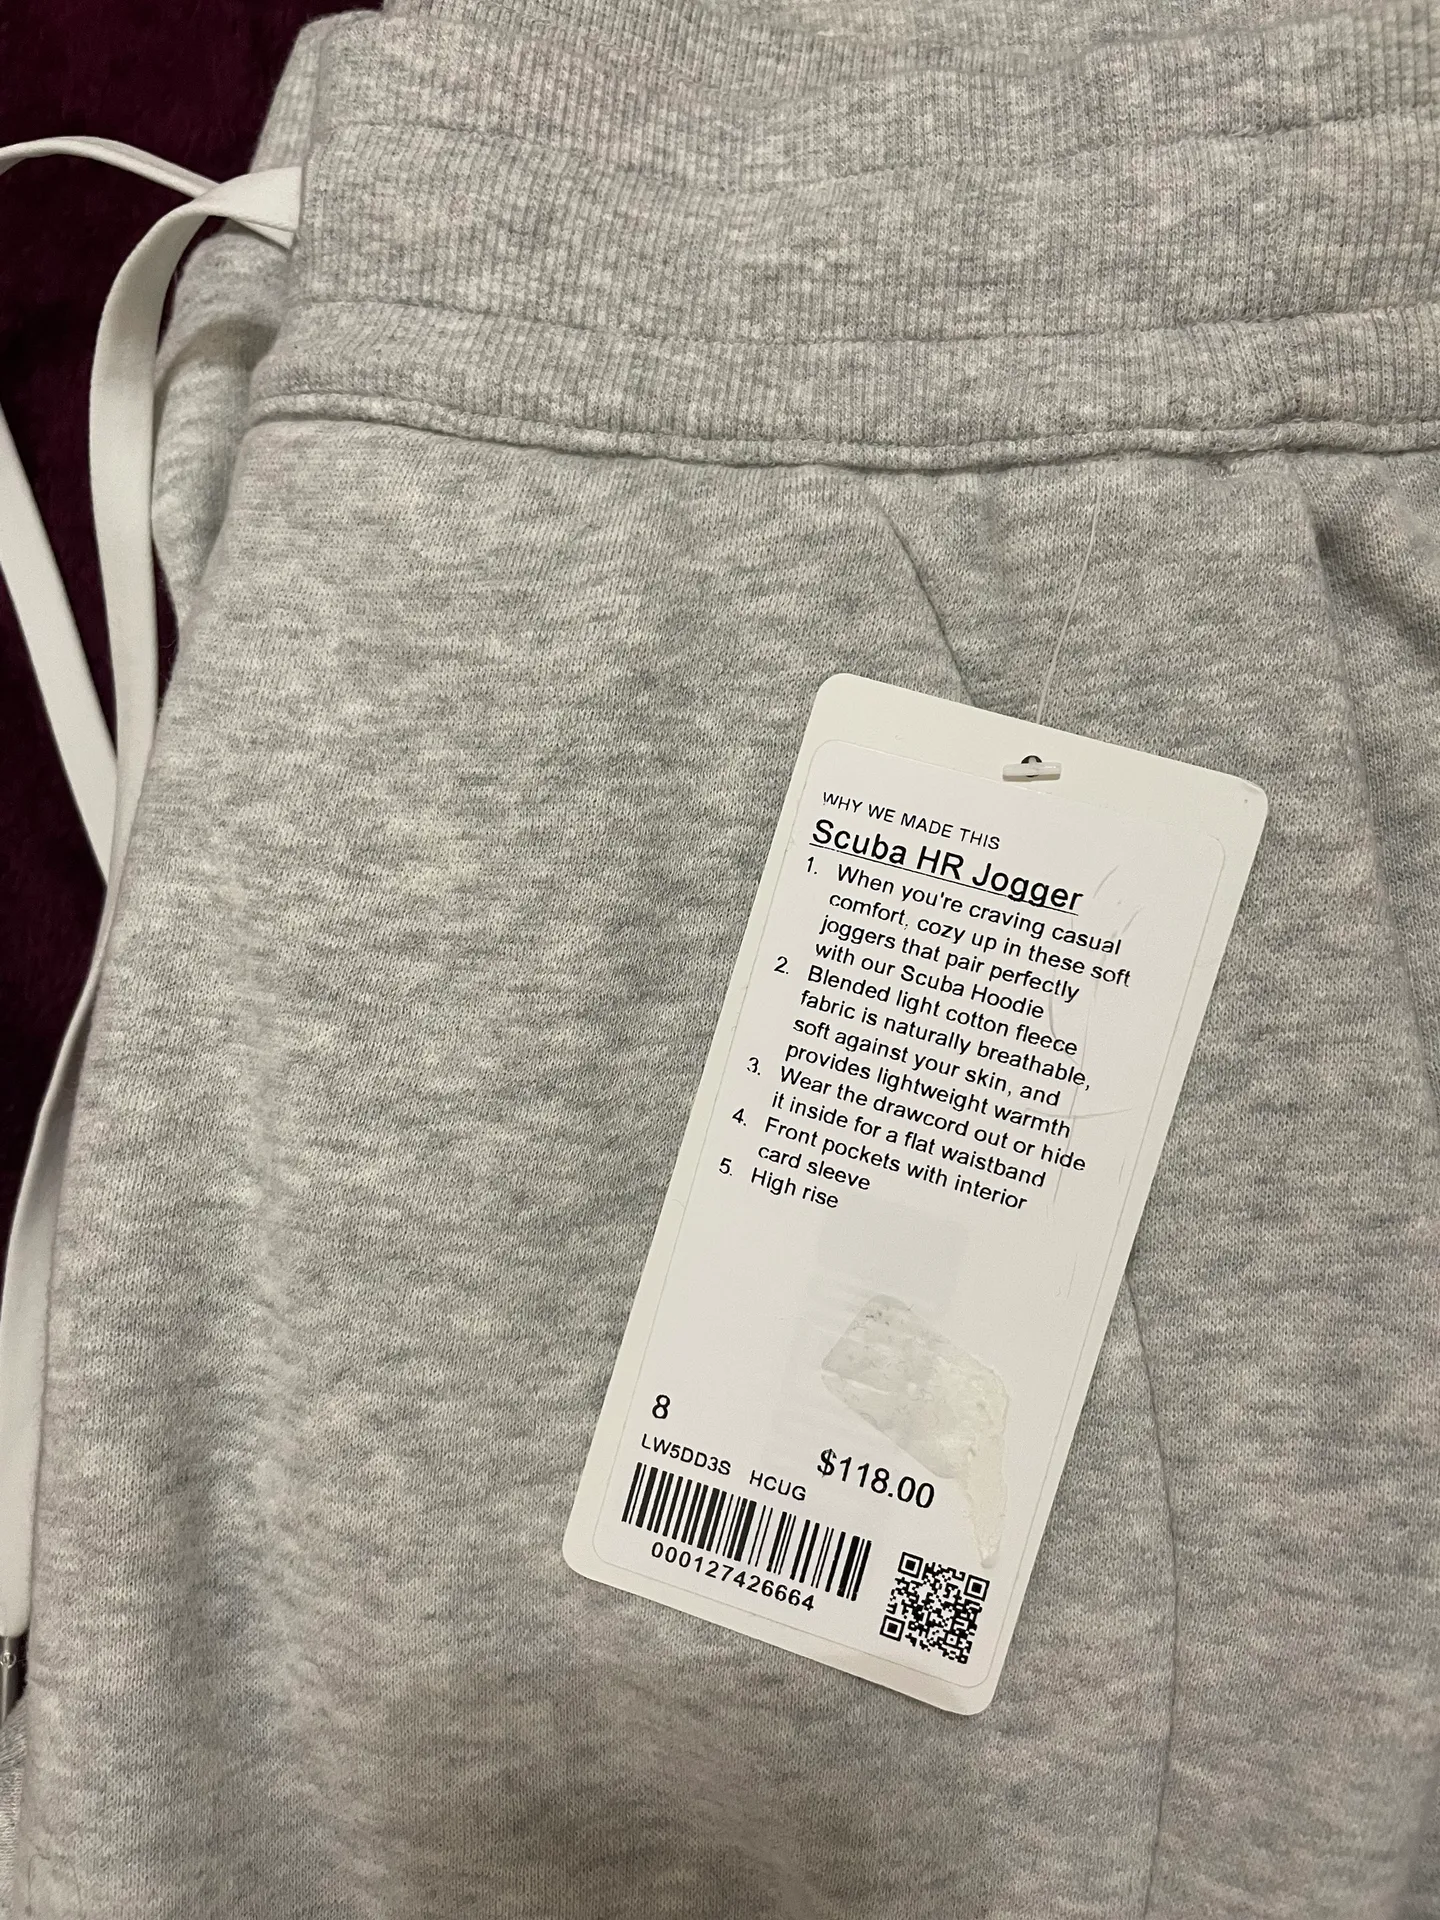 WHY WE MADE THIS
Scuba HR Jogger
1. When you're craving casual
comfort, cozy up in these soft
joggers that pair perfectly
with our Scuba Hoodie
2. Blended light cotton fleece
fabric is naturally breathable,
soft against your skin, and
provides lightweight warmth
3. Wear the drawcord out or hide
it inside for a flat waistband
4. Front pockets with interior
card sleeve
5. High rise
8
LW5DD3S HCUG $118.00
000127426664